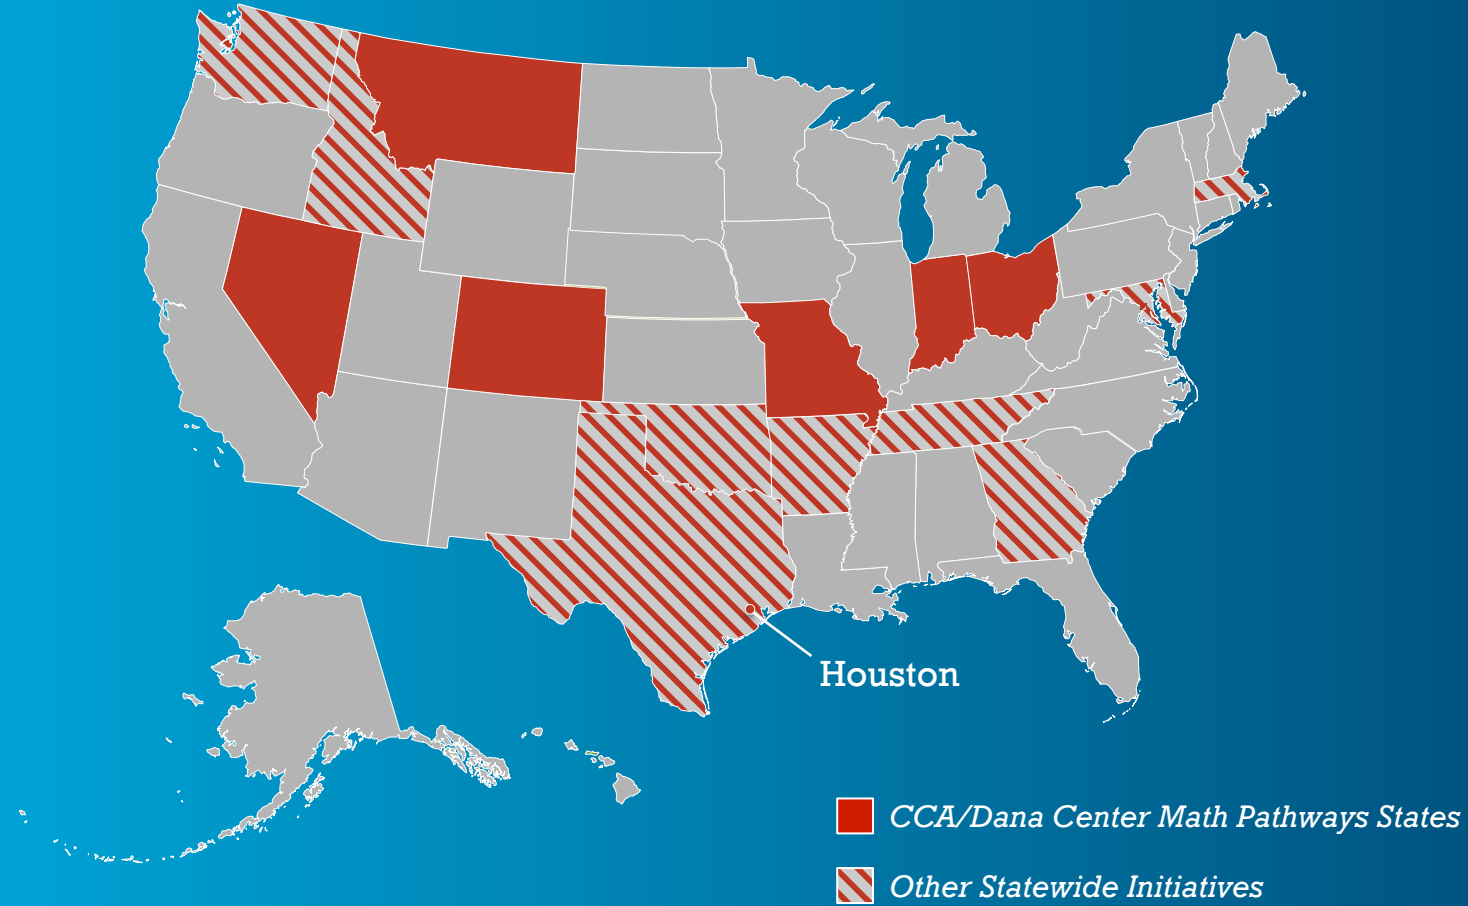 Houston
CCA/Dana Center Math Pathways States
Other Statewide Initiatives